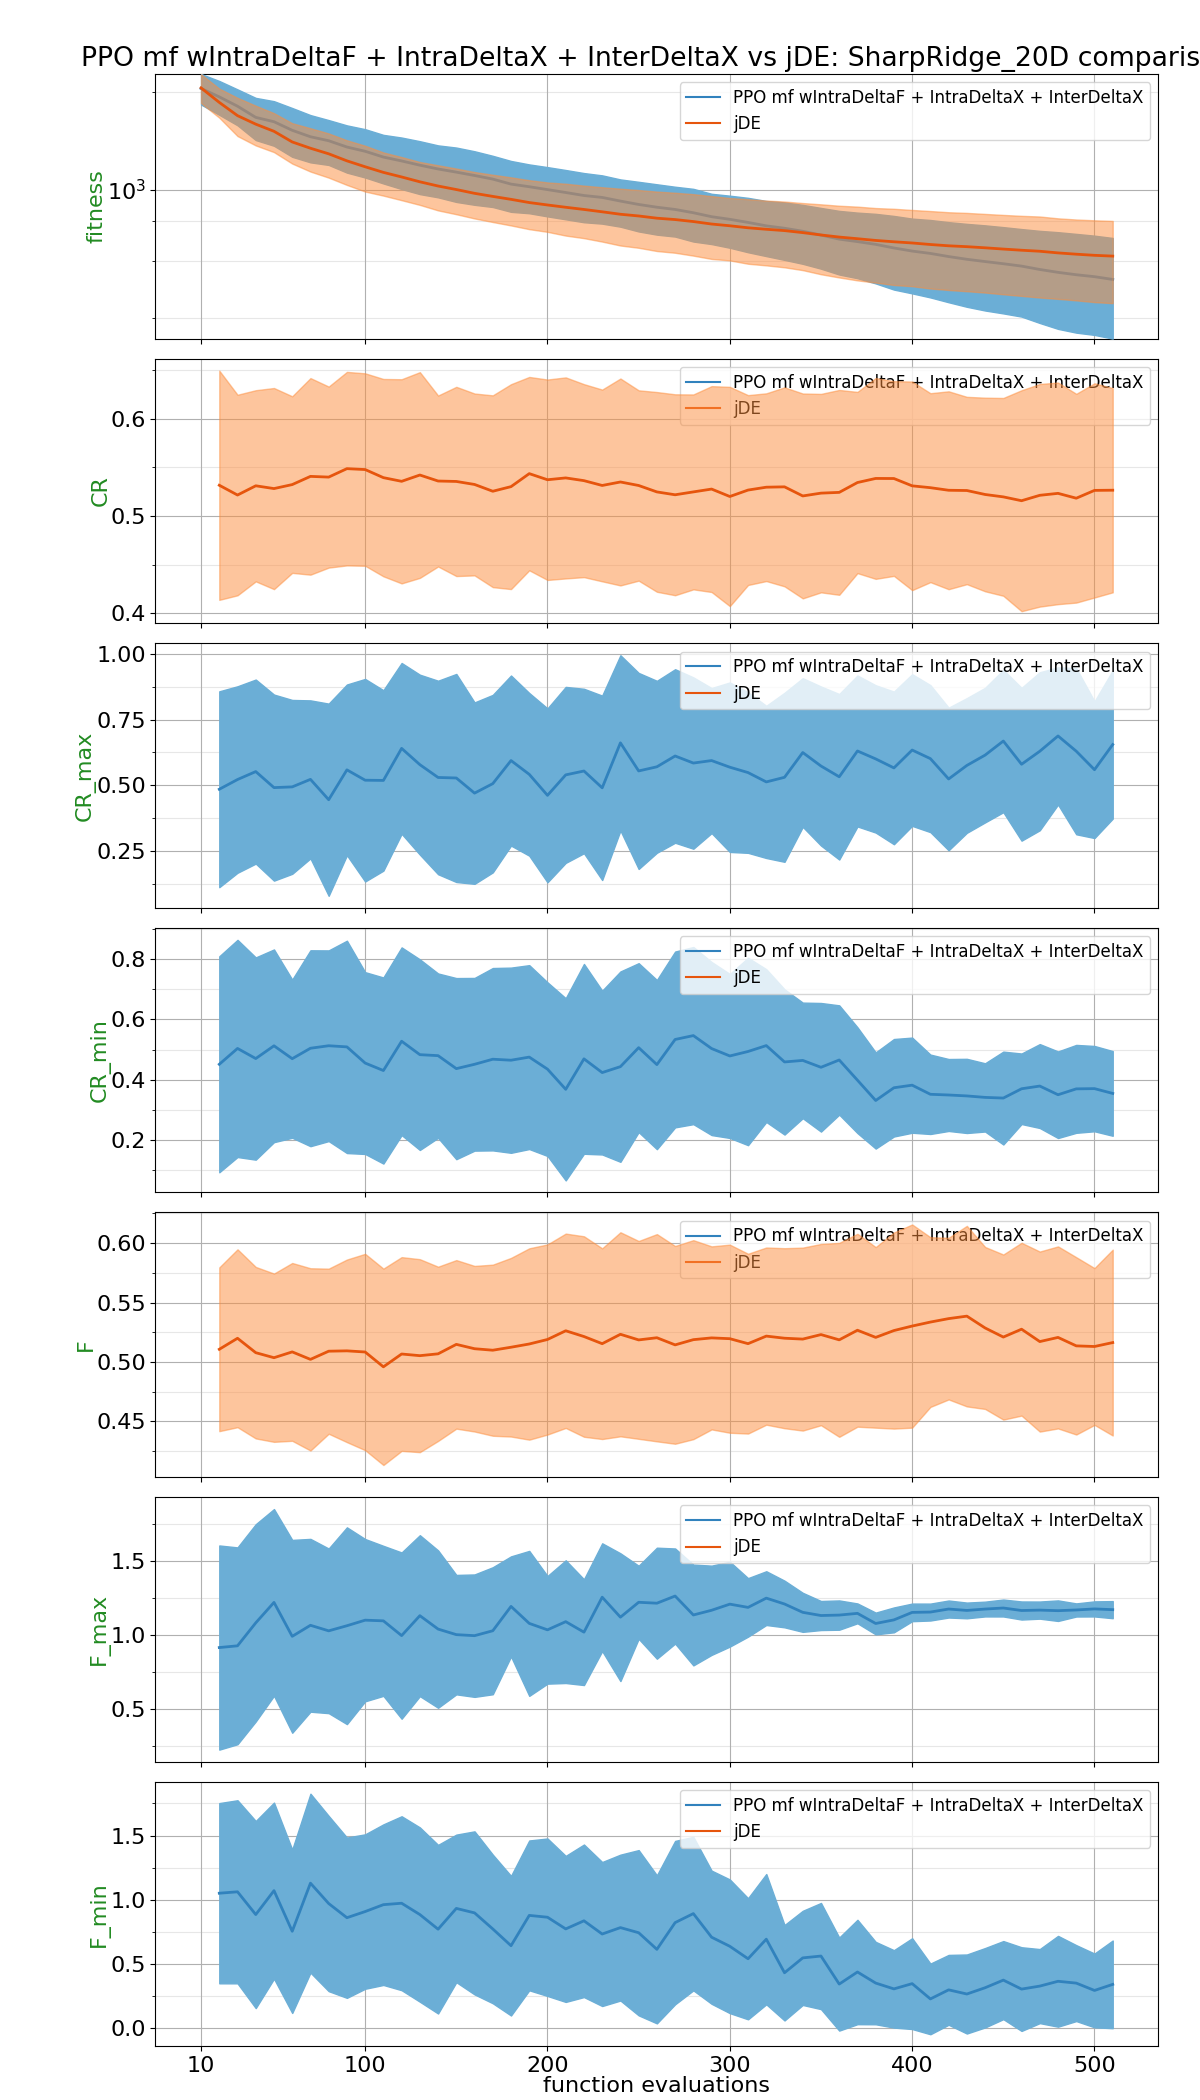 PPO mf wIntraDeltaF + IntraDeltaX + InterDeltaX vs jDE: SharpRidge_20D comparis
PPO mf wIntraDeltaF + IntraDeltaX + InterDeltaX
jDE
fitness
10³
PPO mf wIntraDeltaF + IntraDeltaX + InterDeltaX
jDE
CR
0.6
0.5
0.4
PPO mf wIntraDeltaF + IntraDeltaX + InterDeltaX
jDE
CR_max
1.00
0.75
0.50
0.25
PPO mf wIntraDeltaF + IntraDeltaX + InterDeltaX
jDE
CR_min
0.8
0.6
0.4
0.2
PPO mf wIntraDeltaF + IntraDeltaX + InterDeltaX
jDE
F
0.60
0.55
0.50
0.45
PPO mf wIntraDeltaF + IntraDeltaX + InterDeltaX
jDE
F_max
1.5
1.0
0.5
PPO mf wIntraDeltaF + IntraDeltaX + InterDeltaX
jDE
F_min
1.5
1.0
0.5
0.0
10 100 200 300 400 500
function evaluations